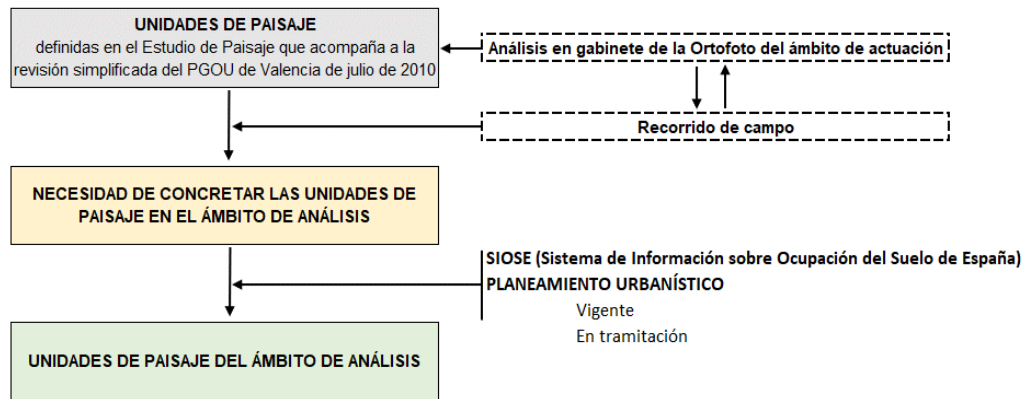 UNIDADES DE PAISAJE
definidas en el Estudio de Paisaje que acompaña a la
revisión simplificada del PGOU de Valencia de julio de 2010
Análisis en gabinete de la Ortofoto del ámbito de actuación
Recorrido de campo
NECESIDAD DE CONCRETAR LAS UNIDADES DE
PAISAJE EN EL ÁMBITO DE ANÁLISIS
SIOSE (Sistema de Información sobre Ocupación del Suelo de España)
PLANEAMIENTO URBANÍSTICO
Vigente
En tramitación
UNIDADES DE PAISAJE DEL ÁMBITO DE ANÁLISIS